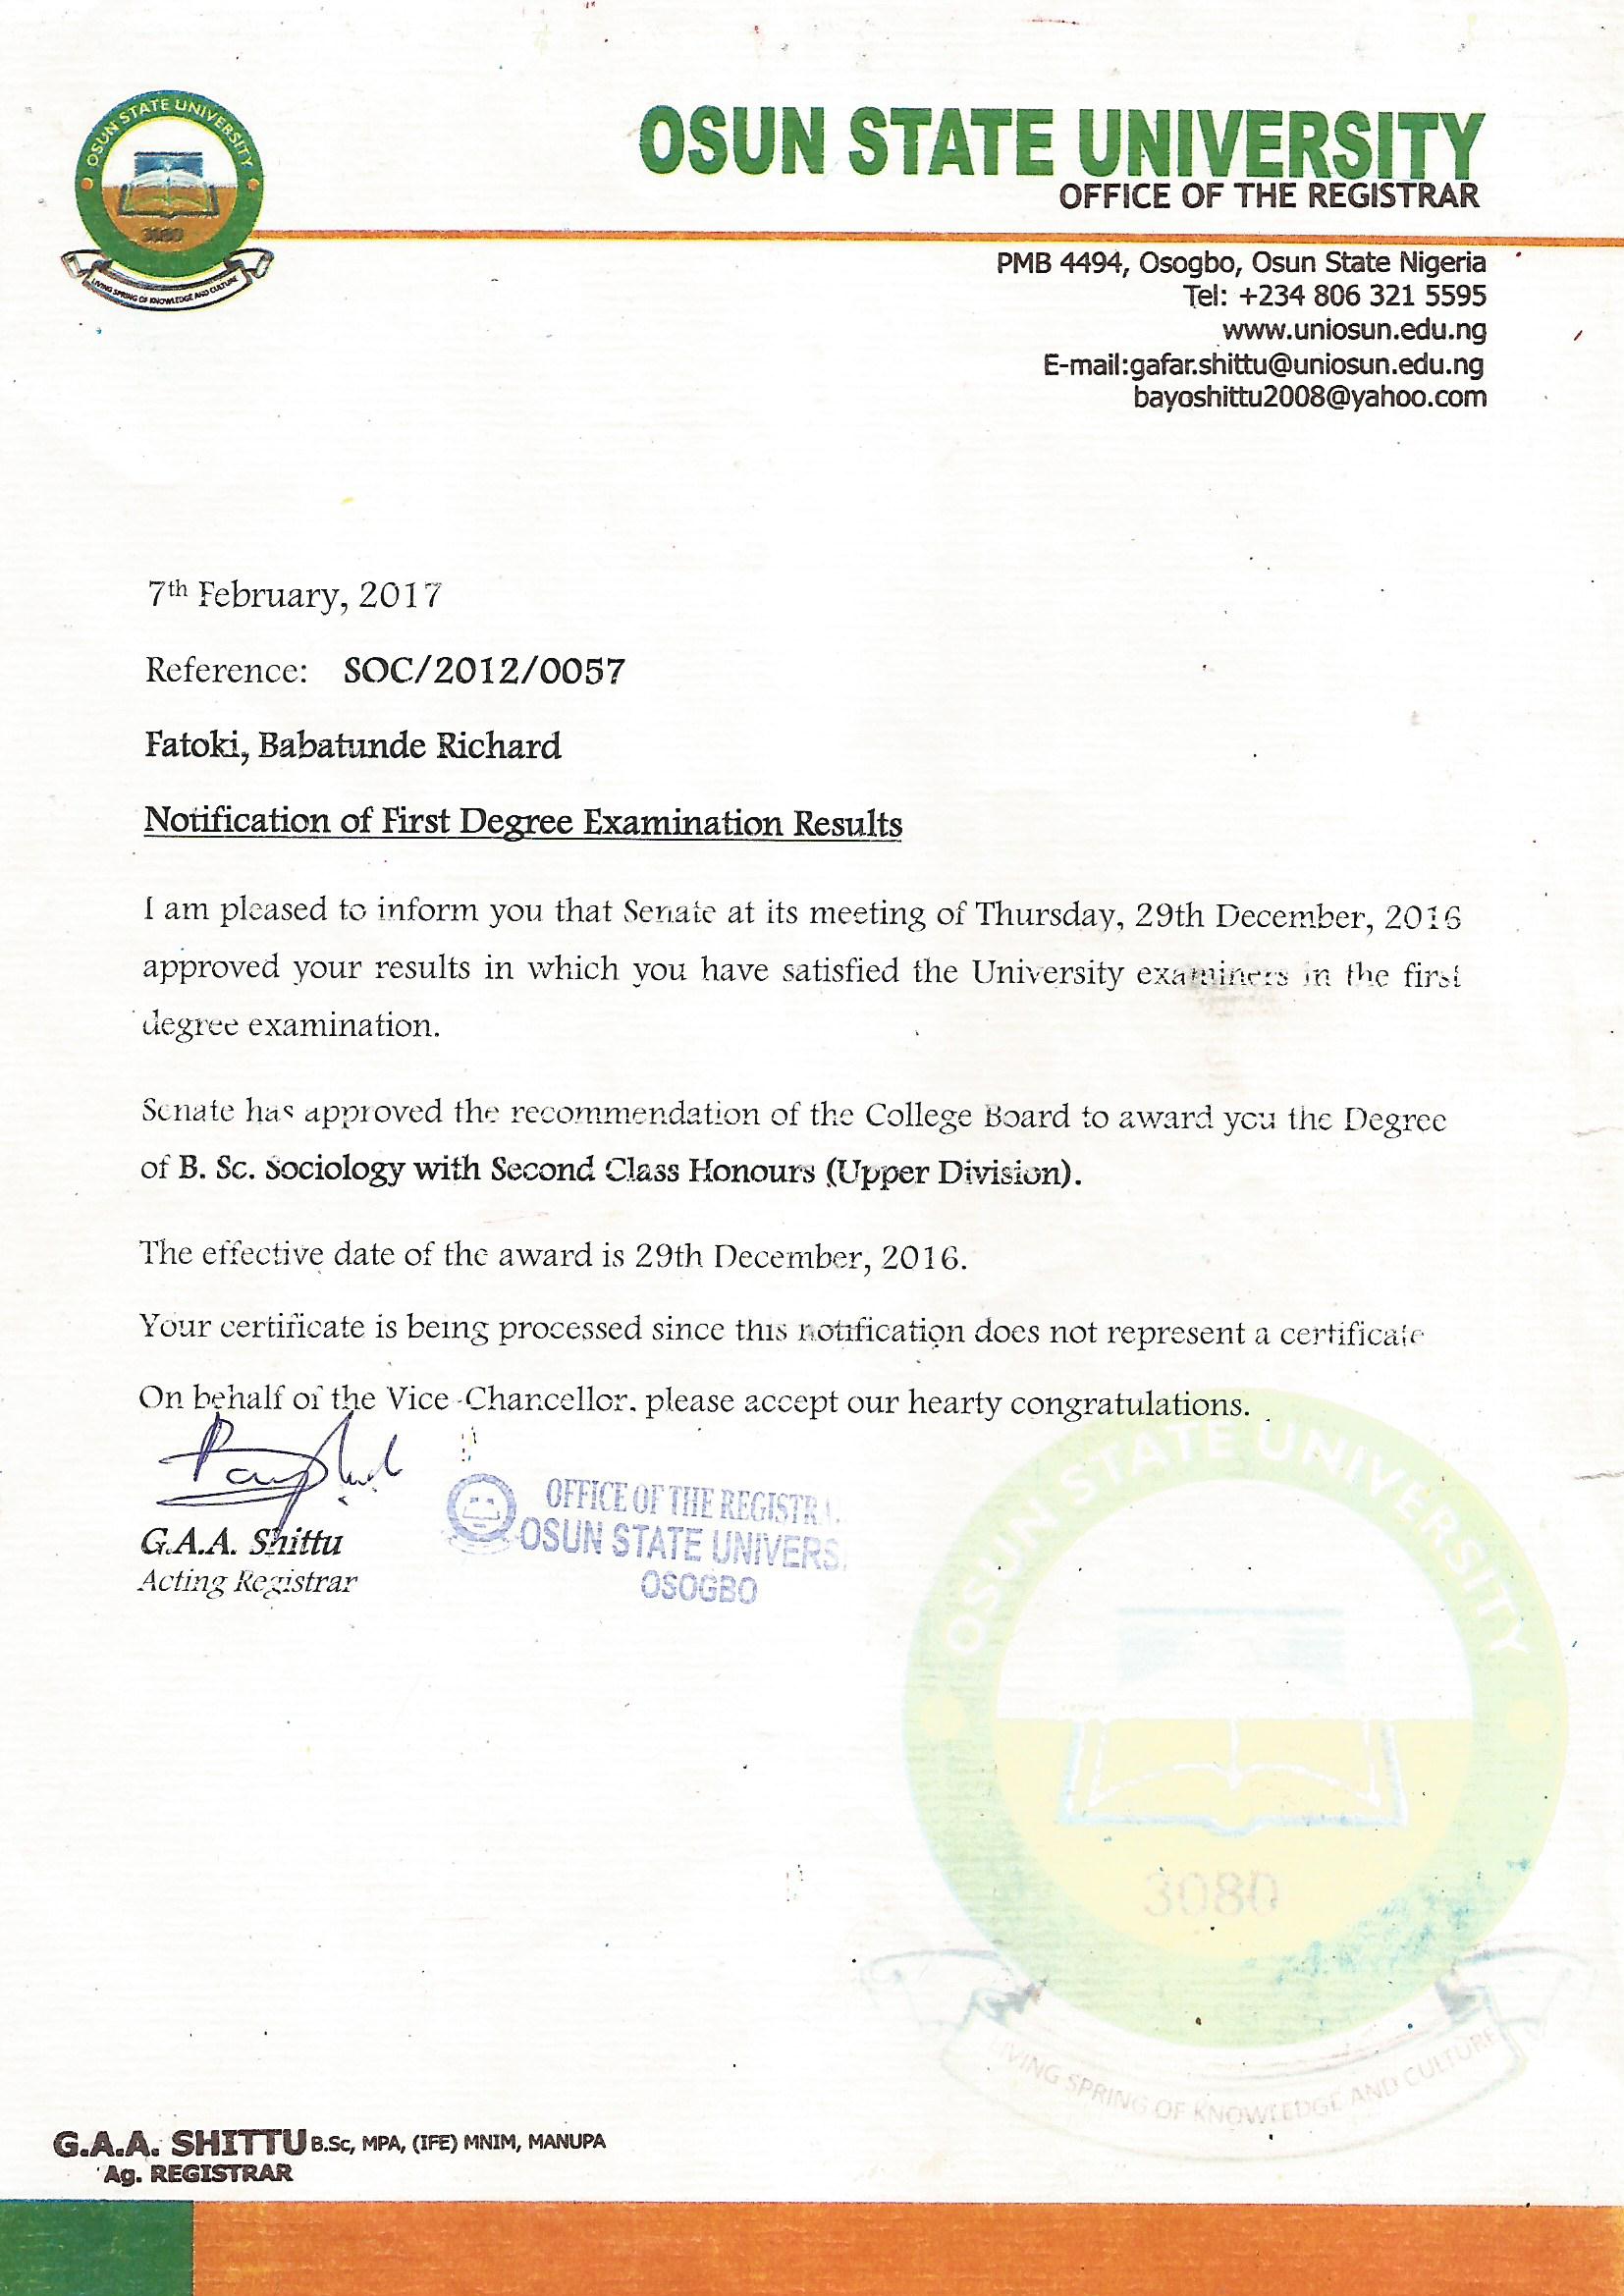 OSUN STATE UNIVERSITY
3080
LIVING SPRING OF KNOWLEDGE AND CULTURE
OSUN STATE UNIVERSITY
OFFICE OF THE REGISTRAR
PMB 4494, Osogbo, Osun State Nigeria
Tel: +234 806 321 5595
www.uniosun.edu.ng
E-mail:gafar.shittu@uniosun.edu.ng
bayoshittu2008@yahoo.com
7th February, 2017
Reference: SOC/2012/0057
Fatoki, Babatunde Richard
Notification of First Degree Examination Results
I am pleased to inform you that Senate at its meeting of Thursday, 29th December, 2016
approved your results in which you have satisfied the University examiners in the first
degree examination.
Senate has approved the recommendation of the College Board to award you the Degree
of B. Sc. Sociology with Second Class Honours (Upper Division).
The effective date of the award is 29th December, 2016.
Your certificate is being processed since this notification does not represent a certificate
On behalf of the Vice-Chancellor, please accept our hearty congratulations.
G.A.A. Shittu
Acting Registrar
OFFICE OF THE REGISTRA
OSUN STATE UNIVERS
OSOGBO
OSUN STATE UNIVERSITY
3080
LIVING SPRING OF KNOWLEDGE AND CULTURE
G.A.A. SHITTU B.Sc, MPA, (IFE) MNIM, MANUPA
Ag. REGISTRAR